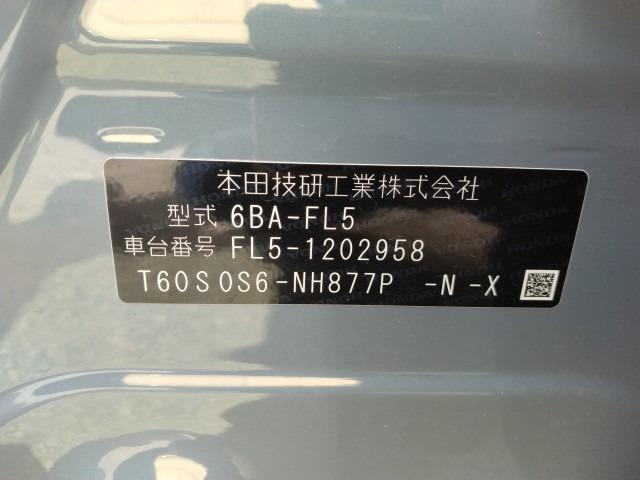 本田技研工業株式会社
型式 6BA-FL5
車台番号 FL5-1202958
T60S0S6-NH877P -N -X